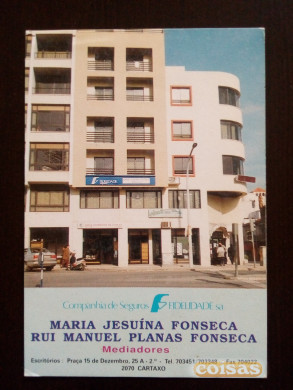 Companhia de Seguros FIDELIDADE sa
MARIA JESUÍNA FONSECA
RUI MANUEL PLANAS FONSECA
Mediadores
Escritórios : Praça 15 de Dezembro, 25 A - 2.º - Tel
2070 CARTAXO
coisas